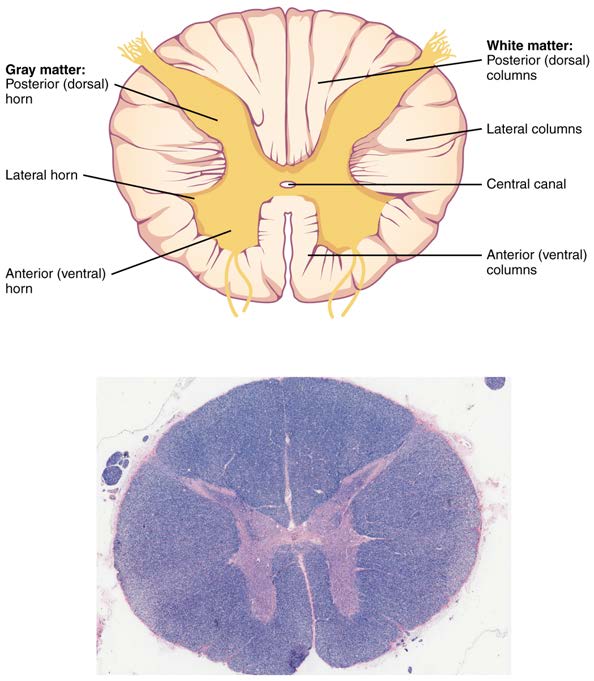 Gray matter:
Posterior (dorsal)
horn
Lateral horn
Anterior (ventral)
horn
White matter:
Posterior (dorsal)
columns
Lateral columns
Central canal
Anterior (ventral)
columns